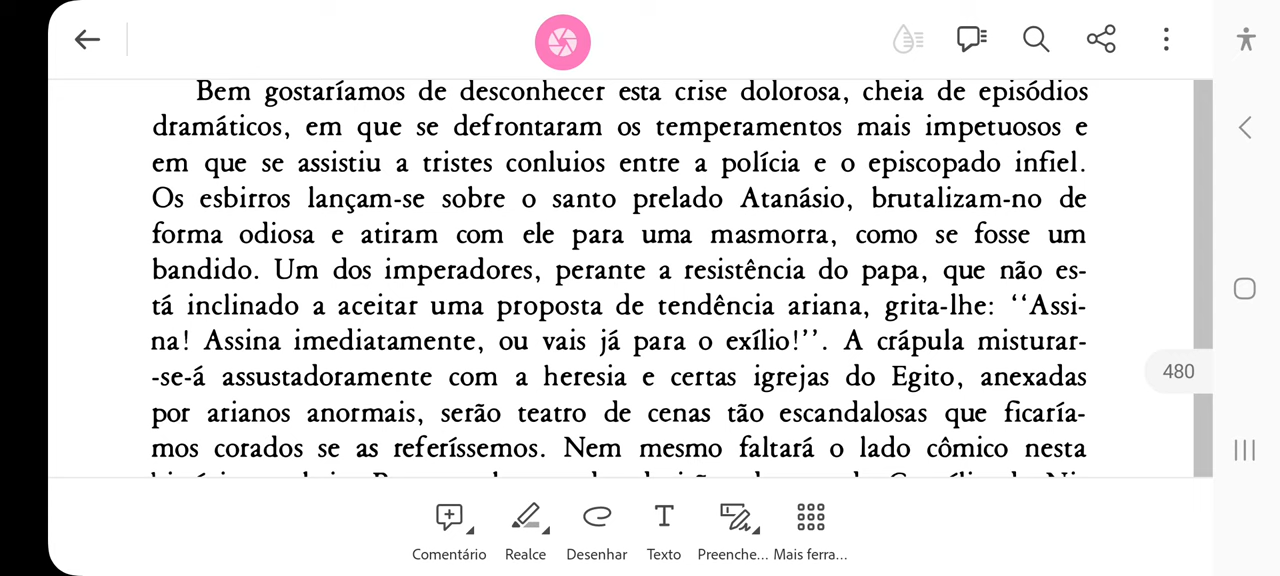 Bem gostaríamos de desconhecer esta crise dolorosa, cheia de episódios
dramáticos, em que se defrontaram os temperamentos mais impetuosos e
em que se assistiu a tristes conluios entre a polícia e o episcopado infiel.
Os esbirros lançam-se sobre o santo prelado Atanásio, brutalizam-no de
forma odiosa e atiram com ele para uma masmorra, como se fosse um
bandido. Um dos imperadores, perante a resistência do papa, que não es-
tá inclinado a aceitar uma proposta de tendência ariana, grita-lhe: ‘‘Assi-
na! Assina imediatamente, ou vais já para o exílio!’’. A crápula misturar-
-se-á assustadoramente com a heresia e certas igrejas do Egito, anexadas
por arianos anormais, serão teatro de cenas tão escandalosas que ficaría-
mos corados se as referíssemos. Nem mesmo faltará o lado cômico nesta
480
Comentário
Realce
Desenhar
Texto
Preenche...
Mais ferra...